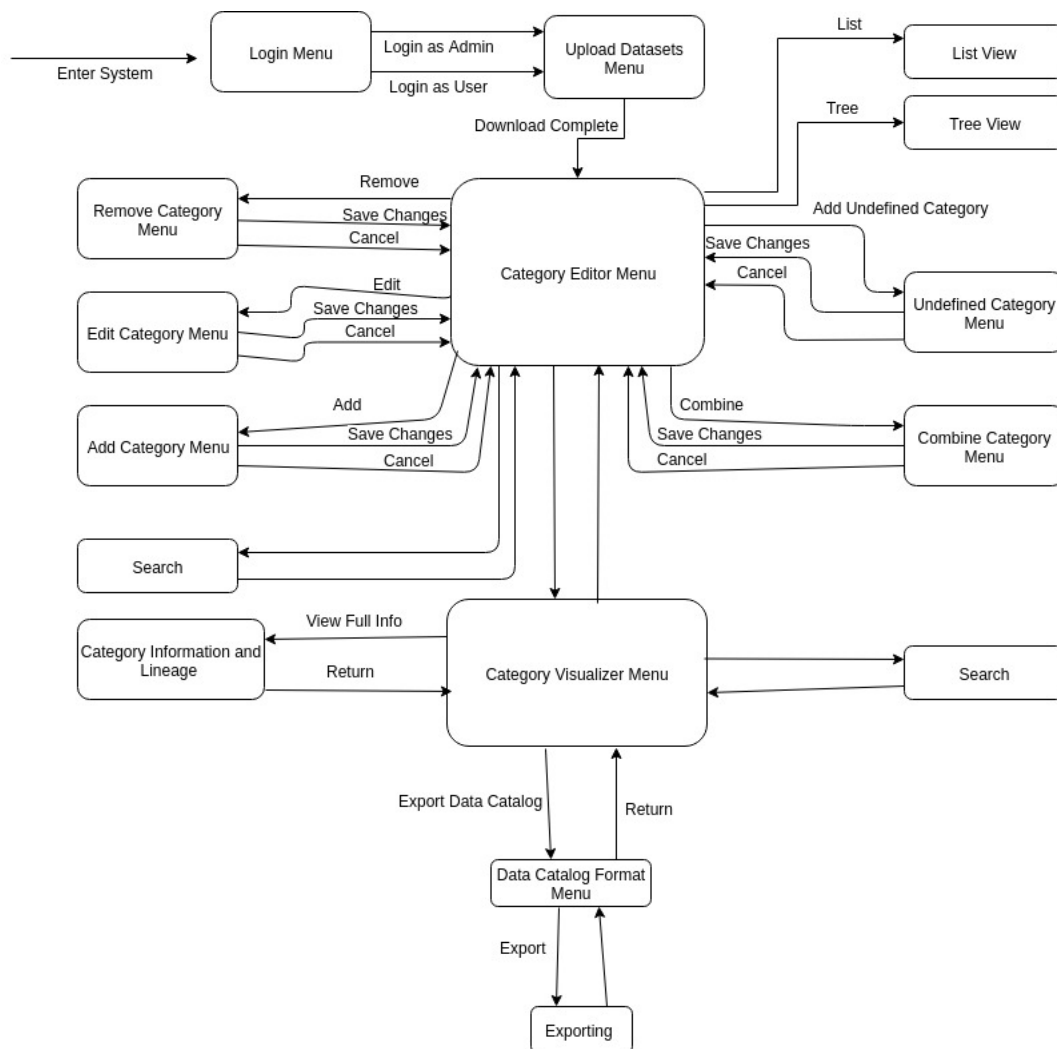 Enter System
Login Menu
Login as Admin
Login as User
Upload Datasets
Menu
List
List View
Tree
Tree View
Download Complete
Remove
Remove Category
Menu
Save Changes
Cancel
Category Editor Menu
Add Undefined Category
Save Changes
Cancel
Undefined Category
Menu
Edit
Edit Category Menu
Save Changes
Cancel
Add
Add Category Menu
Save Changes
Cancel
Combine
Save Changes
Cancel
Combine Category
Menu
Search
View Full Info
Category Information and
Lineage
Return
Category Visualizer Menu
Search
Export Data Catalog
Return
Data Catalog Format
Menu
Export
Exporting